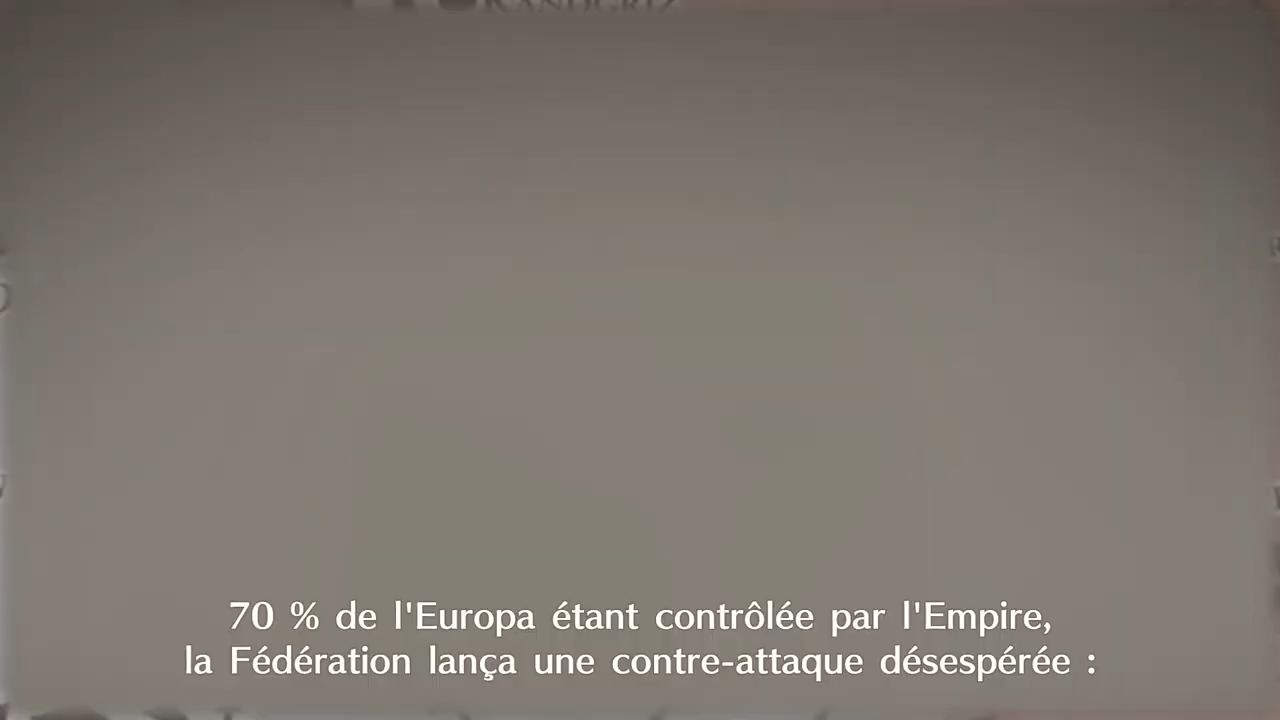 70 % de l'Europa étant contrôlée par l'Empire,
la Fédération lança une contre-attaque désespérée :